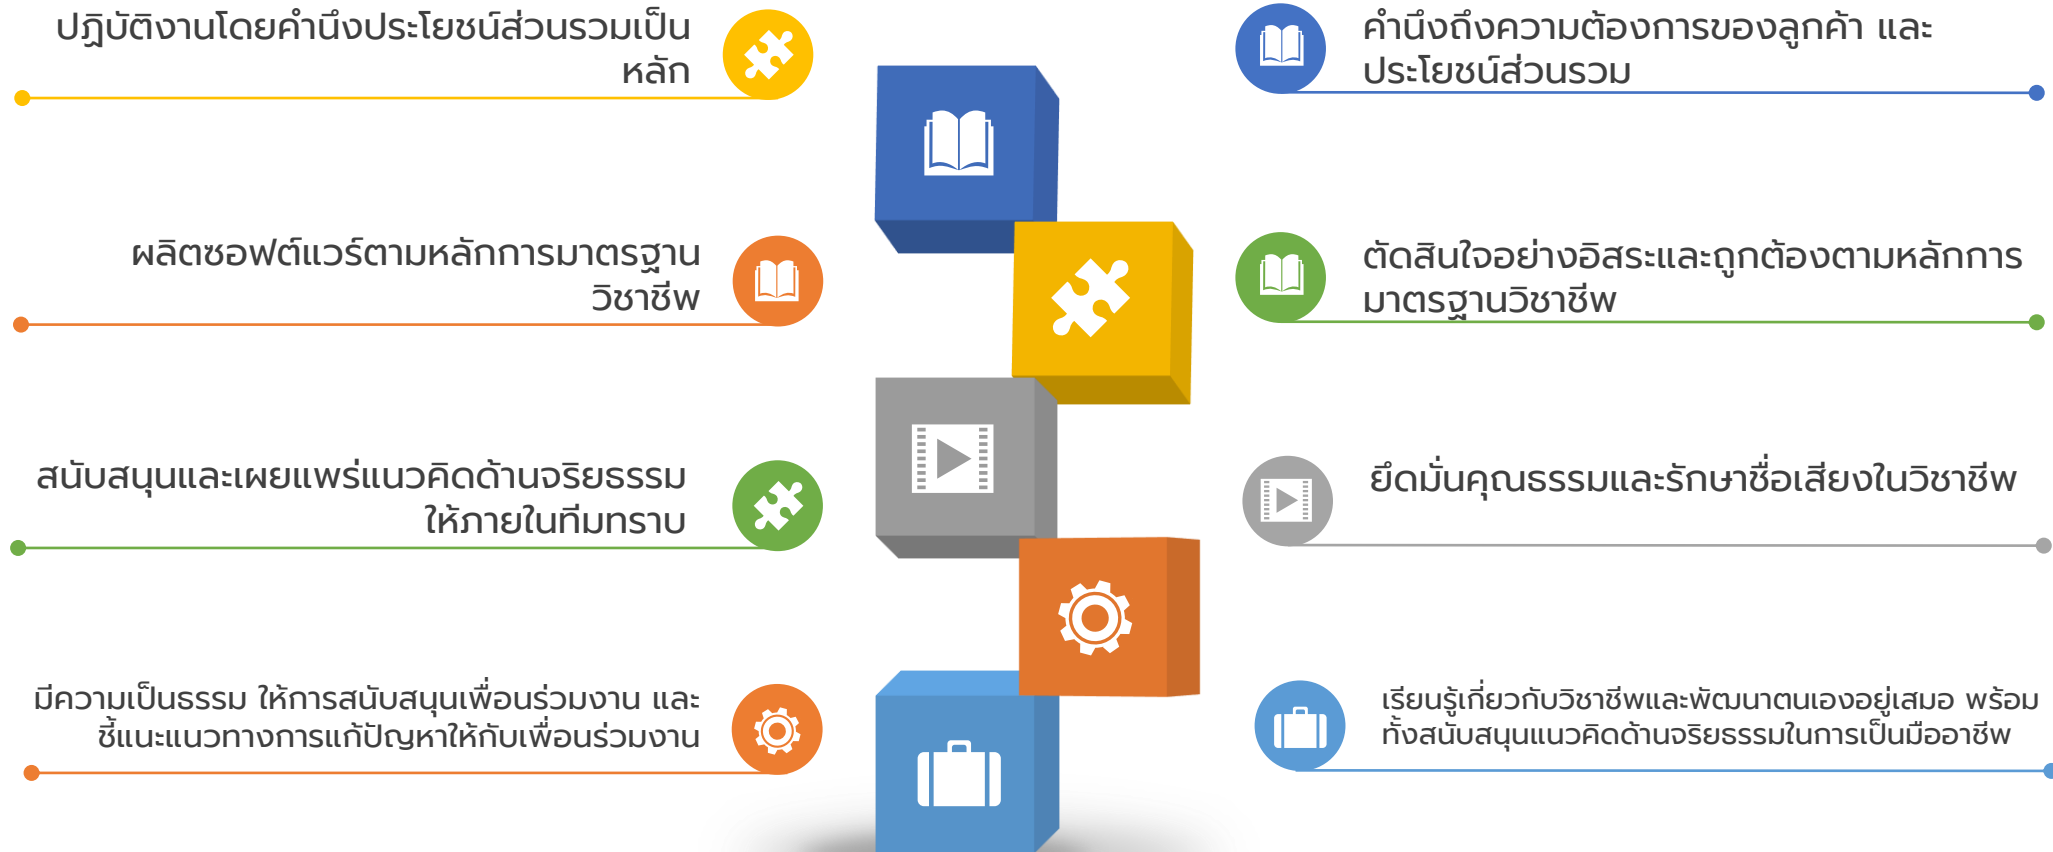 ปฏิบัติงานโดยคำนึงประโยชน์ส่วนรวมเป็น
หลัก
คำนึงถึงความต้องการของลูกค้า และ
ประโยชน์ส่วนรวม
ผลิตซอฟต์แวร์ตามหลักการมาตรฐาน
วิชาชีพ
ตัดสินใจอย่างอิสระและถูกต้องตามหลักการ
มาตรฐานวิชาชีพ
สนับสนุนและเผยแพร่แนวคิดด้านจริยธรรม
ให้ภายในทีมทราบ
ยึดมั่นคุณธรรมและรักษาชื่อเสียงในวิชาชีพ
มีความเป็นธรรม ให้การสนับสนุนเพื่อนร่วมงาน และ
ชี้แนะแนวทางการแก้ปัญหาให้กับเพื่อนร่วมงาน
เรียนรู้เกี่ยวกับวิชาชีพและพัฒนาตนเองอยู่เสมอ พร้อม
ทั้งสนับสนุนแนวคิดด้านจริยธรรมในการเป็นมืออาชีพ